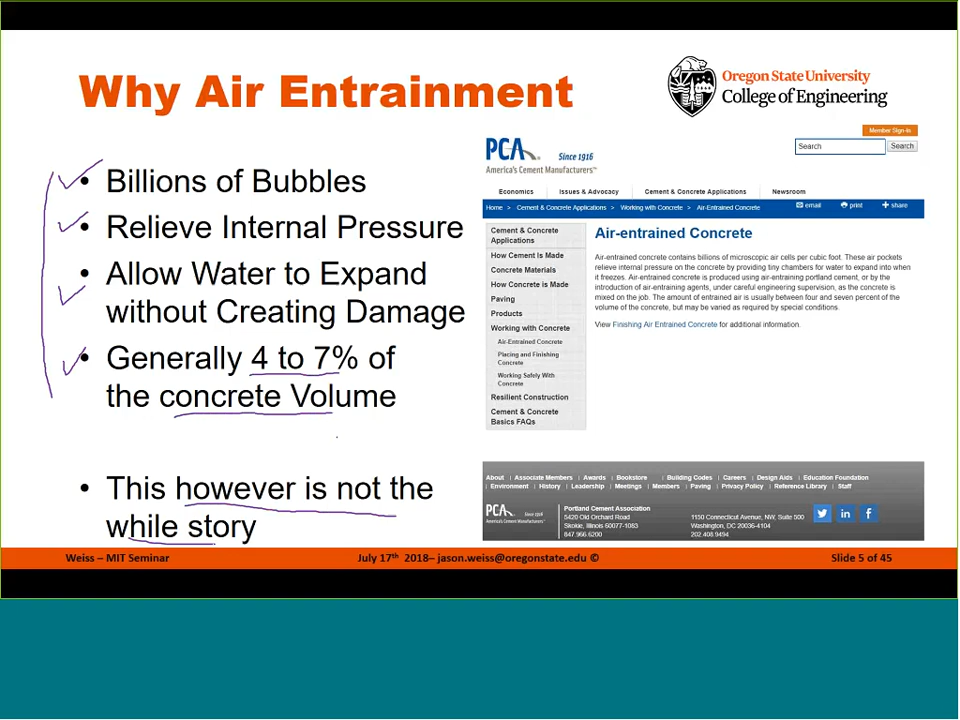 Why Air Entrainment
Oregon State University
College of Engineering
• Billions of Bubbles
• Relieve Internal Pressure
• Allow Water to Expand
without Creating Damage
• Generally 4 to 7% of
the concrete Volume
• This however is not the
while story
Member Sign-In
PCA Since 1916
America's Cement Manufacturers™
Search Search
Economics Issues & Advocacy Cement & Concrete Applications Newsroom
Home > Cement & Concrete Applications > Working with Concrete > Air-Entrained Concrete email print share
Cement & Concrete
Applications
How Cement Is Made
Concrete Materials
How Concrete is Made
Paving
Products
Working with Concrete
Air-Entrained Concrete
Placing and Finishing
Concrete
Working Safely With
Concrete
Resilient Construction
Cement & Concrete
Basics FAQs
Air-entrained Concrete
Air-entrained concrete contains billions of microscopic air cells per cubic foot. These air pockets
relieve internal pressure on the concrete by providing tiny chambers for water to expand into when
it freezes. Air-entrained concrete is produced using air-entraining portland cement, or by the
introduction of air-entraining agents, under careful engineering supervision, as the concrete is
mixed on the job. The amount of entrained air is usually between four and seven percent of the
volume of the concrete, but may be varied as required by special conditions.
View Finishing Air Entrained Concrete for additional information.
About | Associate Members | Awards | Bookstore | Building Codes | Careers | Design Aids | Education Foundation
| Environment | History | Leadership | Meetings | Members | Paving | Privacy Policy | Reference Library | Staff
PCA Since 1916
America's Cement Manufacturers™
Portland Cement Association
5420 Old Orchard Road
Skokie, Illinois 60077-1083
847.966.6200
1150 Connecticut Avenue, NW, Suite 500
Washington, DC 20036-4104
202.408.9494
Weiss – MIT Seminar July 17th 2018– jason.weiss@oregonstate.edu © Slide 5 of 45